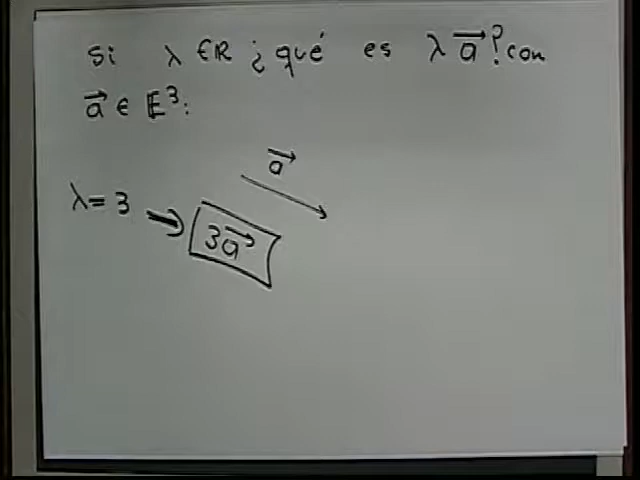 si λ ∈ ℝ ¿qué es λ a⃗? con
a⃗ ∈ E³:
a⃗
λ = 3 → 3a⃗